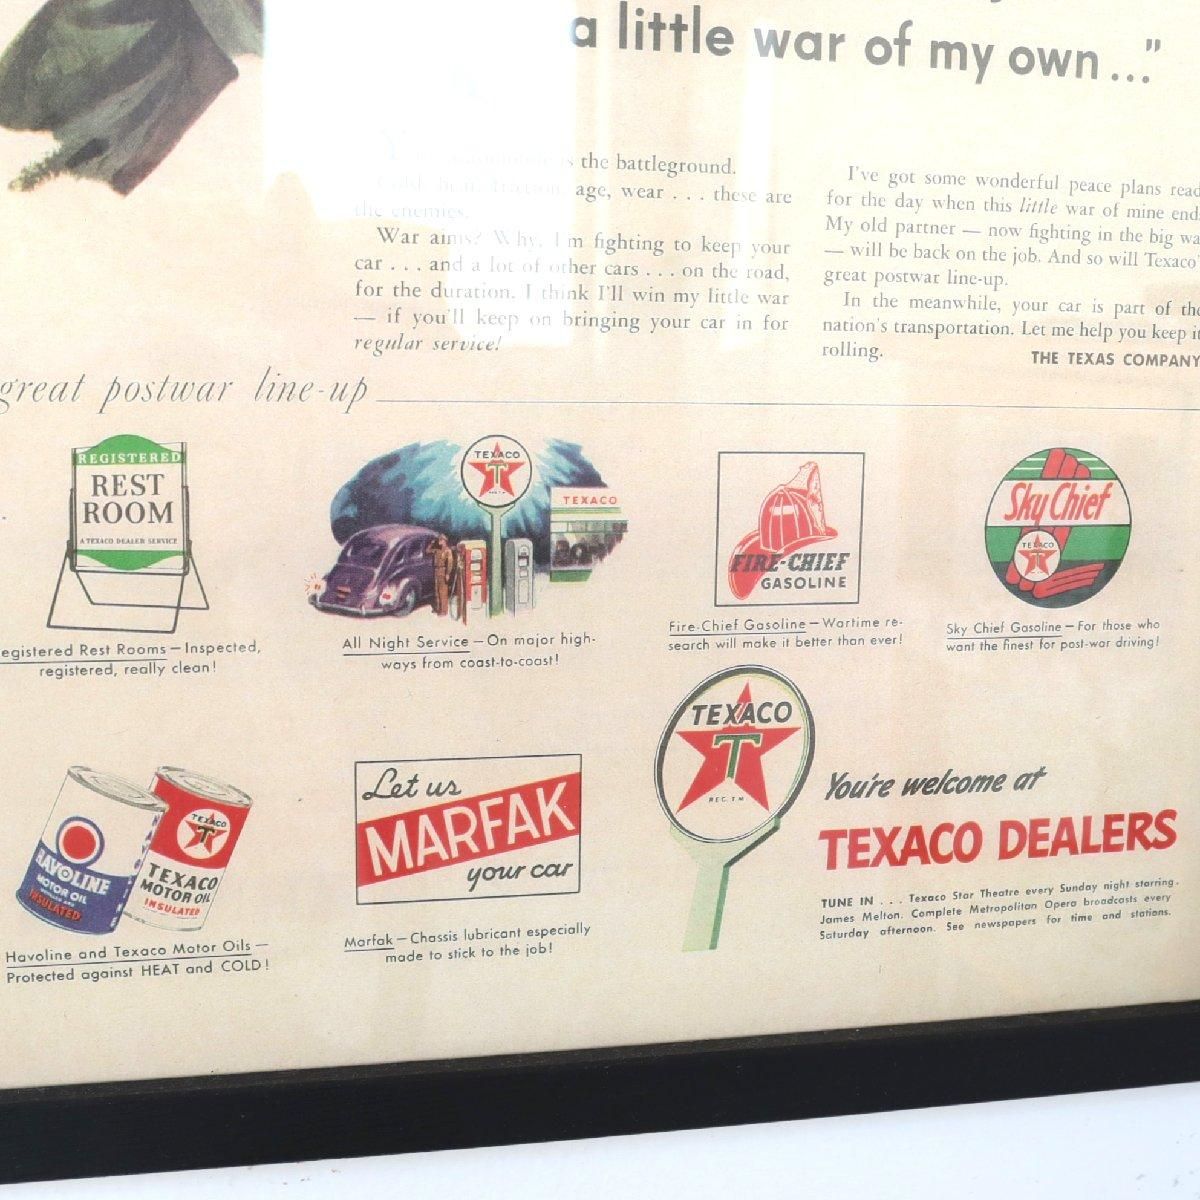 a little war of my own..."
is the battleground.
age, wear . . . these are
the enemies.
War aims? Why, I'm fighting to keep your
car . . . and a lot of other cars . . . on the road,
for the duration. I think I'll win my little war
— if you'll keep on bringing your car in for
regular service!
I've got some wonderful peace plans read
for the day when this little war of mine end
My old partner — now fighting in the big wa
— will be back on the job. And so will Texaco'
great postwar line-up.
In the meanwhile, your car is part of the
nation's transportation. Let me help you keep it
rolling.
THE TEXAS COMPANY
great postwar line-up
REGISTERED
REST
ROOM
A TEXACO DEALER SERVICE
egistered Rest Rooms — Inspected,
registered, really clean!
TEXACO
T
REG. T.M.
TEXACO
All Night Service — On major high-
ways from coast-to-coast!
FIRE-CHIEF
GASOLINE
Fire-Chief Gasoline — Wartime re-
search will make it better than ever!
Sky Chief
TEXACO
T
Sky Chief Gasoline — For those who
want the finest for post-war driving!
HAVOLINE
MOTOR OIL
INSULATED
TEXACO
T
TEXACO
MOTOR OIL
INSULATED
Havoline and Texaco Motor Oils —
Protected against HEAT and COLD!
Let us
MARFAK
your car
Marfak — Chassis lubricant especially
made to stick to the job!
TEXACO
T
REG. T.M.
You're welcome at
TEXACO DEALERS
TUNE IN . . . Texaco Star Theatre every Sunday night starring
James Melton. Complete Metropolitan Opera broadcasts every
Saturday afternoon. See newspapers for time and stations.